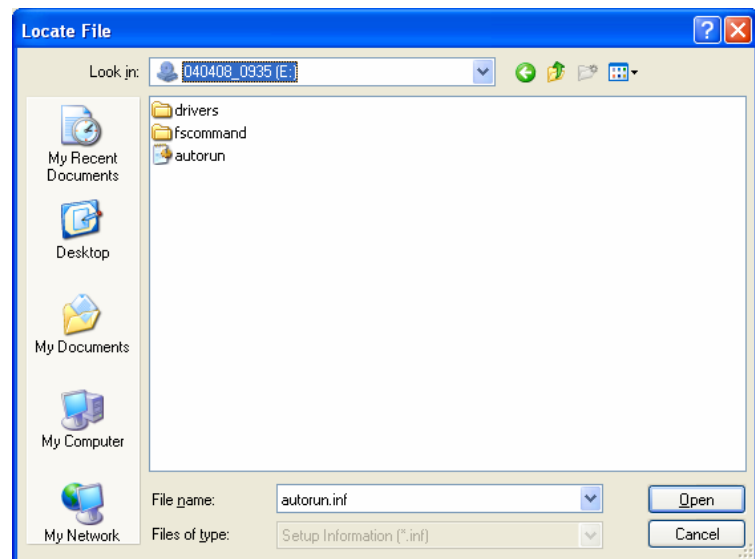 Locate File
Look in:
040408_0935 (E:)
drivers
fscommand
autorun
My Recent
Documents
Desktop
My Documents
My Computer
My Network
File name:
autorun.inf
Open
Files of type:
Setup Information (*.inf)
Cancel